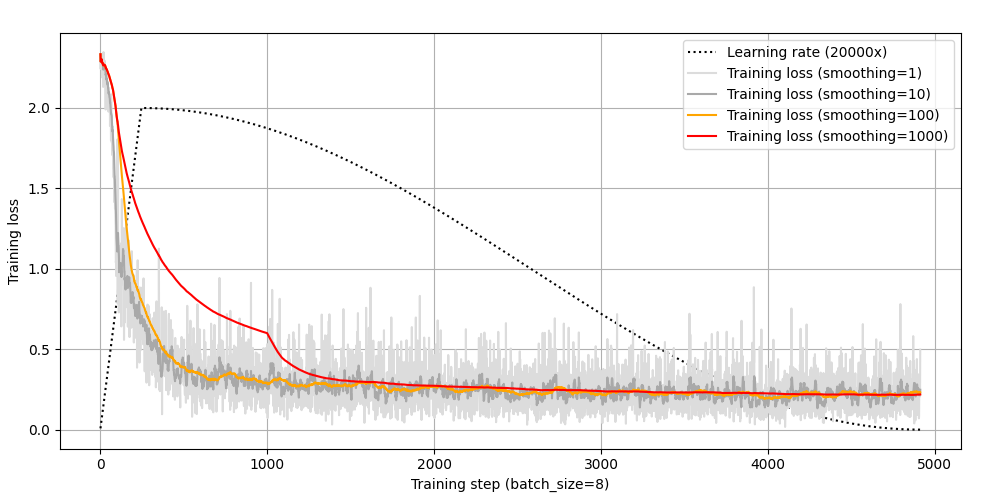 Learning rate (20000x)
Training loss (smoothing=1)
Training loss (smoothing=10)
Training loss (smoothing=100)
Training loss (smoothing=1000)
Training loss
2.0
1.5
1.0
0.5
0.0
0 1000 2000 3000 4000 5000
Training step (batch_size=8)